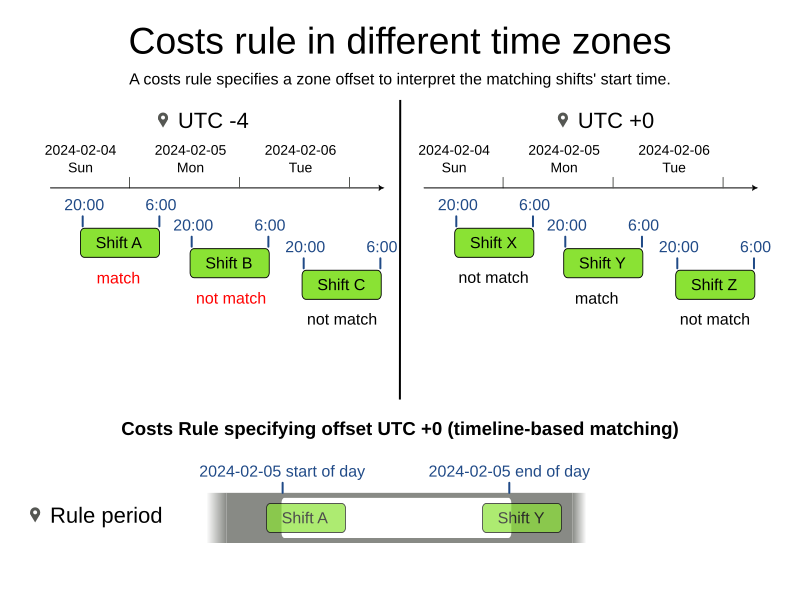 Costs rule in different time zones
A costs rule specifies a zone offset to interpret the matching shifts' start time.
UTC -4
2024-02-04 2024-02-05 2024-02-06
Sun Mon Tue
20:00 6:00
20:00 6:00
20:00 6:00
Shift A
Shift B
Shift C
match
not match
not match
UTC +0
2024-02-04 2024-02-05 2024-02-06
Sun Mon Tue
20:00 6:00
20:00 6:00
20:00 6:00
Shift X
Shift Y
Shift Z
not match
match
not match
Costs Rule specifying offset UTC +0 (timeline-based matching)
2024-02-05 start of day 2024-02-05 end of day
Rule period Shift A Shift Y